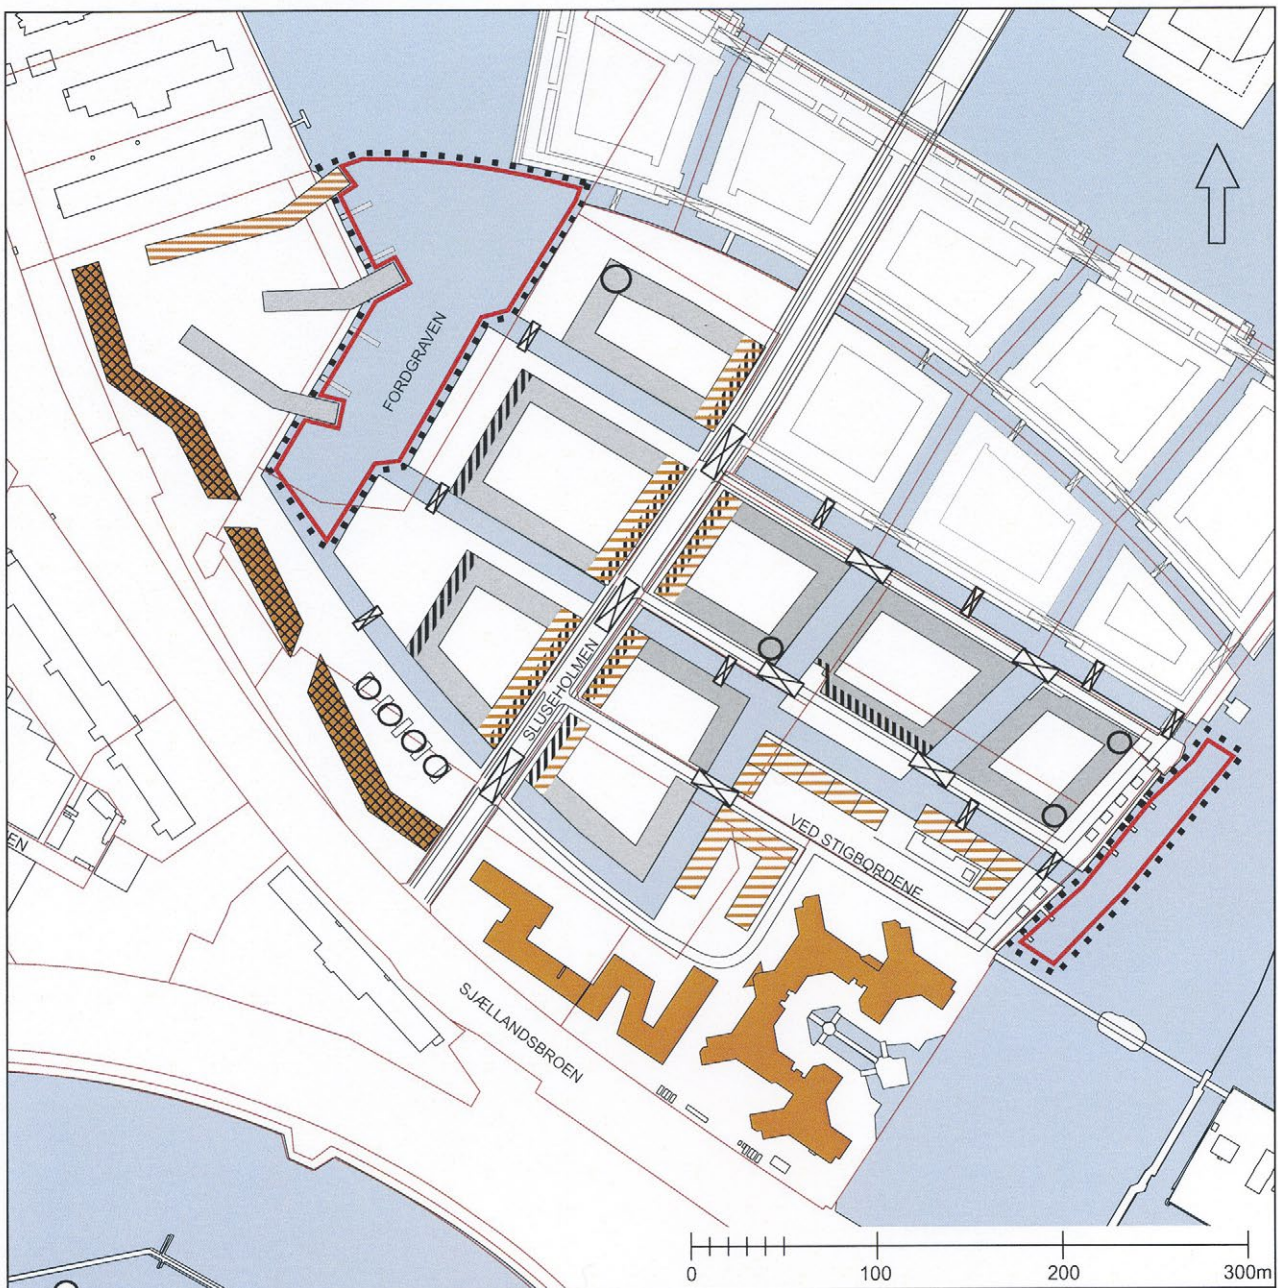 FORDGRAVEN
SLUSEHOLMEN
VED STIGBORDENE
EN
SJÆLLANDSBROEN
0 100 200 300m